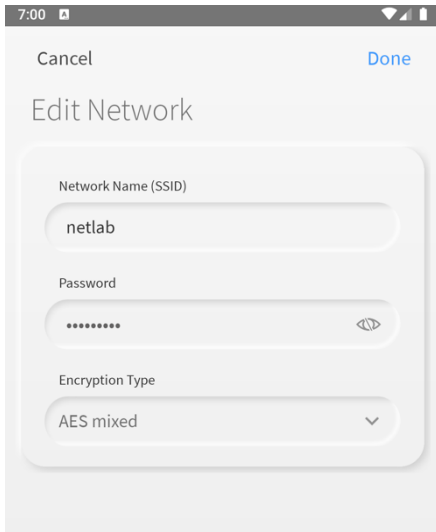 7:00 A
Cancel Done
Edit Network
Network Name (SSID)
netlab
Password
•••••••••
Encryption Type
AES mixed